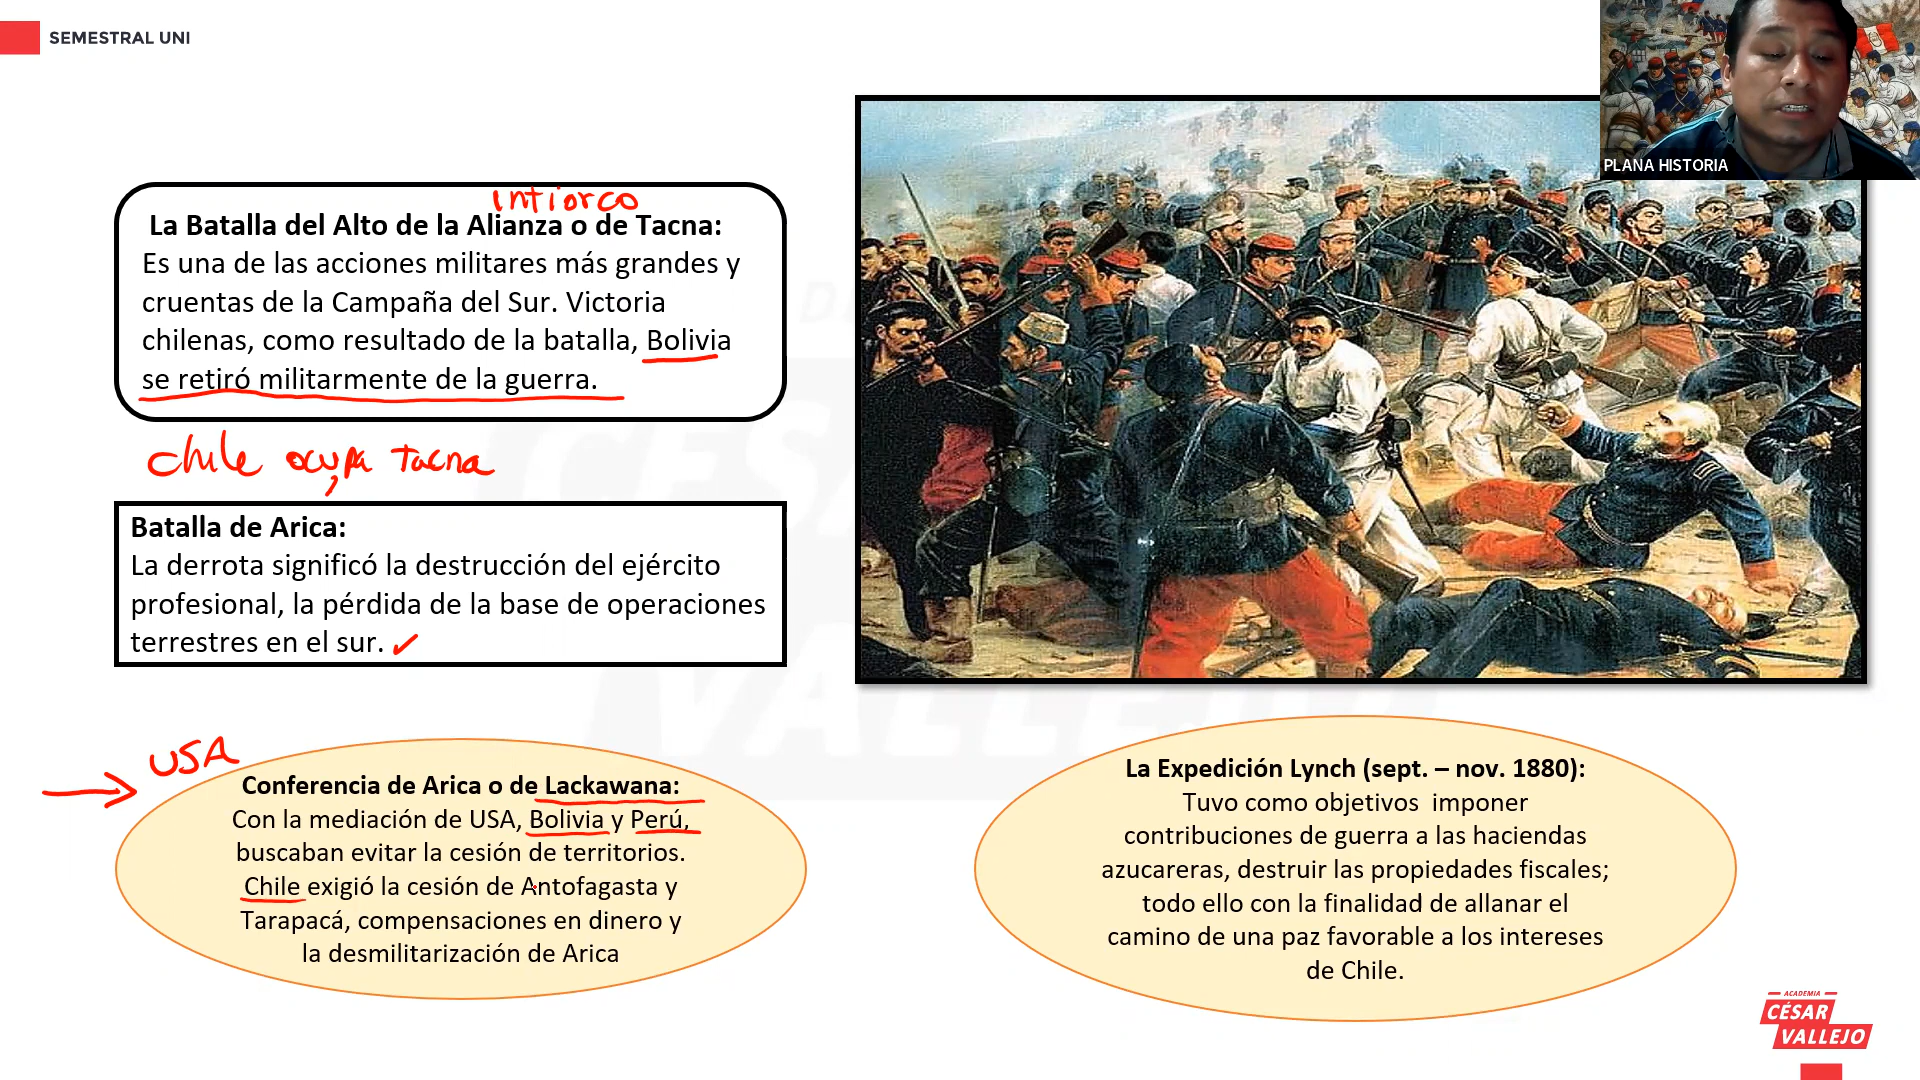 SEMESTRAL UNI
PLANA HISTORIA
intiorco
La Batalla del Alto de la Alianza o de Tacna:
Es una de las acciones militares más grandes y
cruentas de la Campaña del Sur. Victoria
chilenas, como resultado de la batalla, Bolivia
se retiró militarmente de la guerra.
chile ocupa tacna
Batalla de Arica:
La derrota significó la destrucción del ejército
profesional, la pérdida de la base de operaciones
terrestres en el sur.
USA
Conferencia de Arica o de Lackawana:
Con la mediación de USA, Bolivia y Perú,
buscaban evitar la cesión de territorios.
Chile exigió la cesión de Antofagasta y
Tarapacá, compensaciones en dinero y
la desmilitarización de Arica
La Expedición Lynch (sept. – nov. 1880):
Tuvo como objetivos imponer
contribuciones de guerra a las haciendas
azucareras, destruir las propiedades fiscales;
todo ello con la finalidad de allanar el
camino de una paz favorable a los intereses
de Chile.
ACADEMIA
CÉSAR
VALLEJO